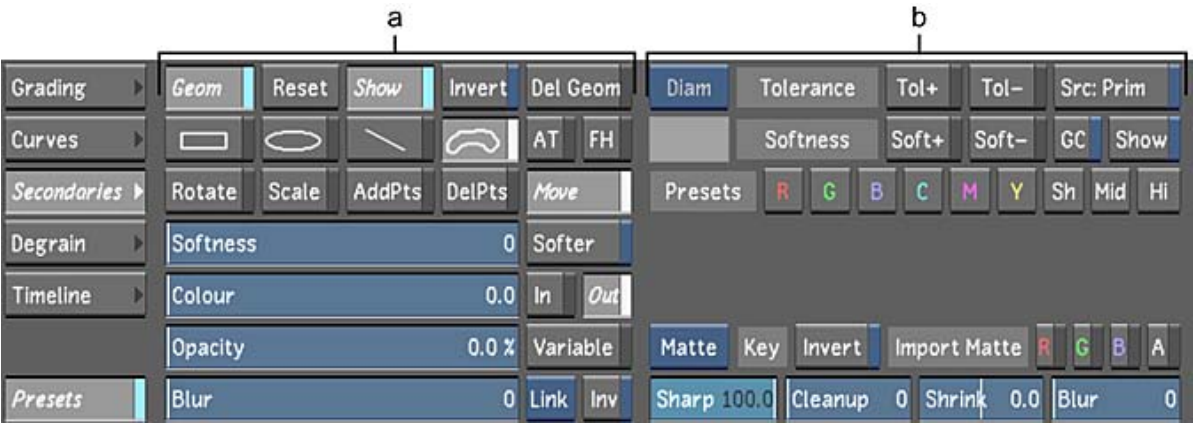 a b
Grading Geom Reset Show Invert Del Geom Diam Tolerance Tol+ Tol- Src: Prim
Curves AT FH Softness Soft+ Soft- GC Show
Secondaries Rotate Scale AddPts DelPts Move Presets R G B C M Y Sh Mid Hi
Degrain Softness 0 Softer
Timeline Colour 0.0 In Out
Opacity 0.0 % Variable Matte Key Invert Import Matte R G B A
Presets Blur 0 Link Inv Sharp 100.0 Cleanup 0 Shrink 0.0 Blur 0